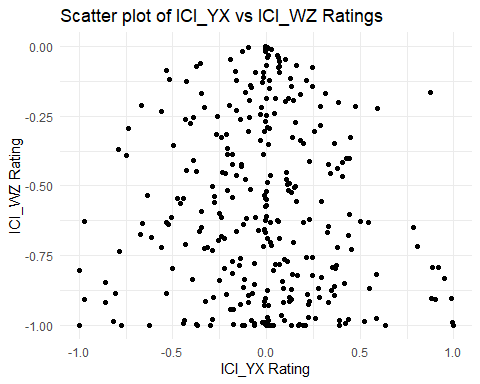 Scatter plot of ICI_YX vs ICI_WZ Ratings
0.00
-0.25
-0.50
-0.75
-1.00
ICI_WZ Rating
-1.0 -0.5 0.0 0.5 1.0
ICI_YX Rating